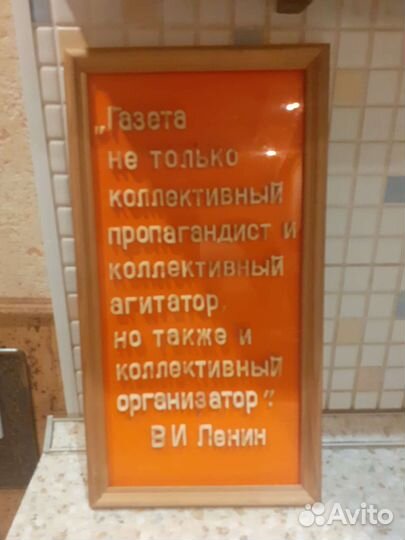 „Газета
не только
коллективный
пропагандист и
коллективный
агитатор,
но также и
коллективный
организатор".
В И Ленин
Avito